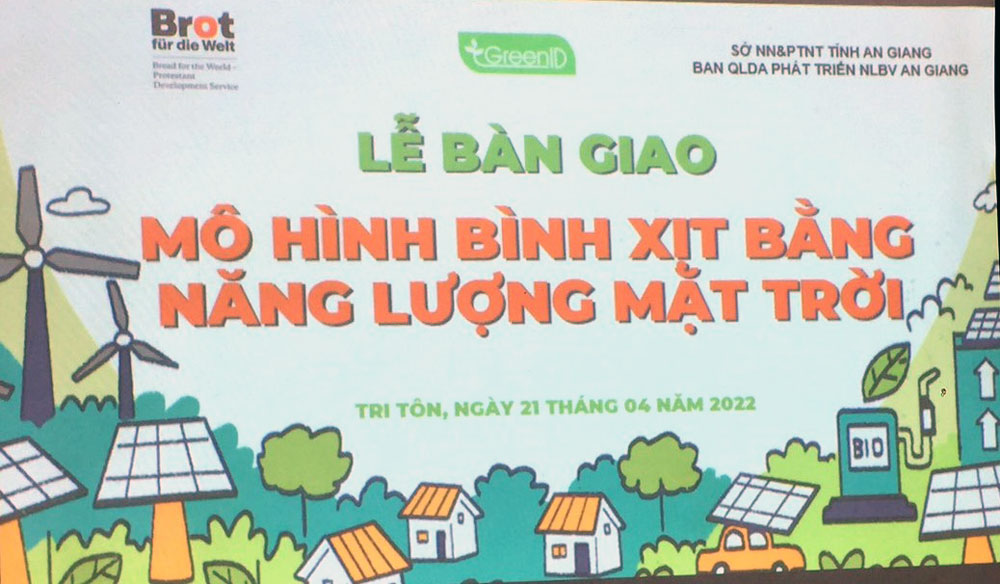 Brot
für die Welt
Bread for the World –
Protestant
Development Service
GreenID
SỞ NN&PTNT TỈNH AN GIANG
BAN QLDA PHÁT TRIỂN NLBV AN GIANG
LỄ BÀN GIAO
MÔ HÌNH BÌNH XỊT BẰNG
NĂNG LƯỢNG MẶT TRỜI
TRI TÔN, NGÀY 21 THÁNG 04 NĂM 2022
BIO